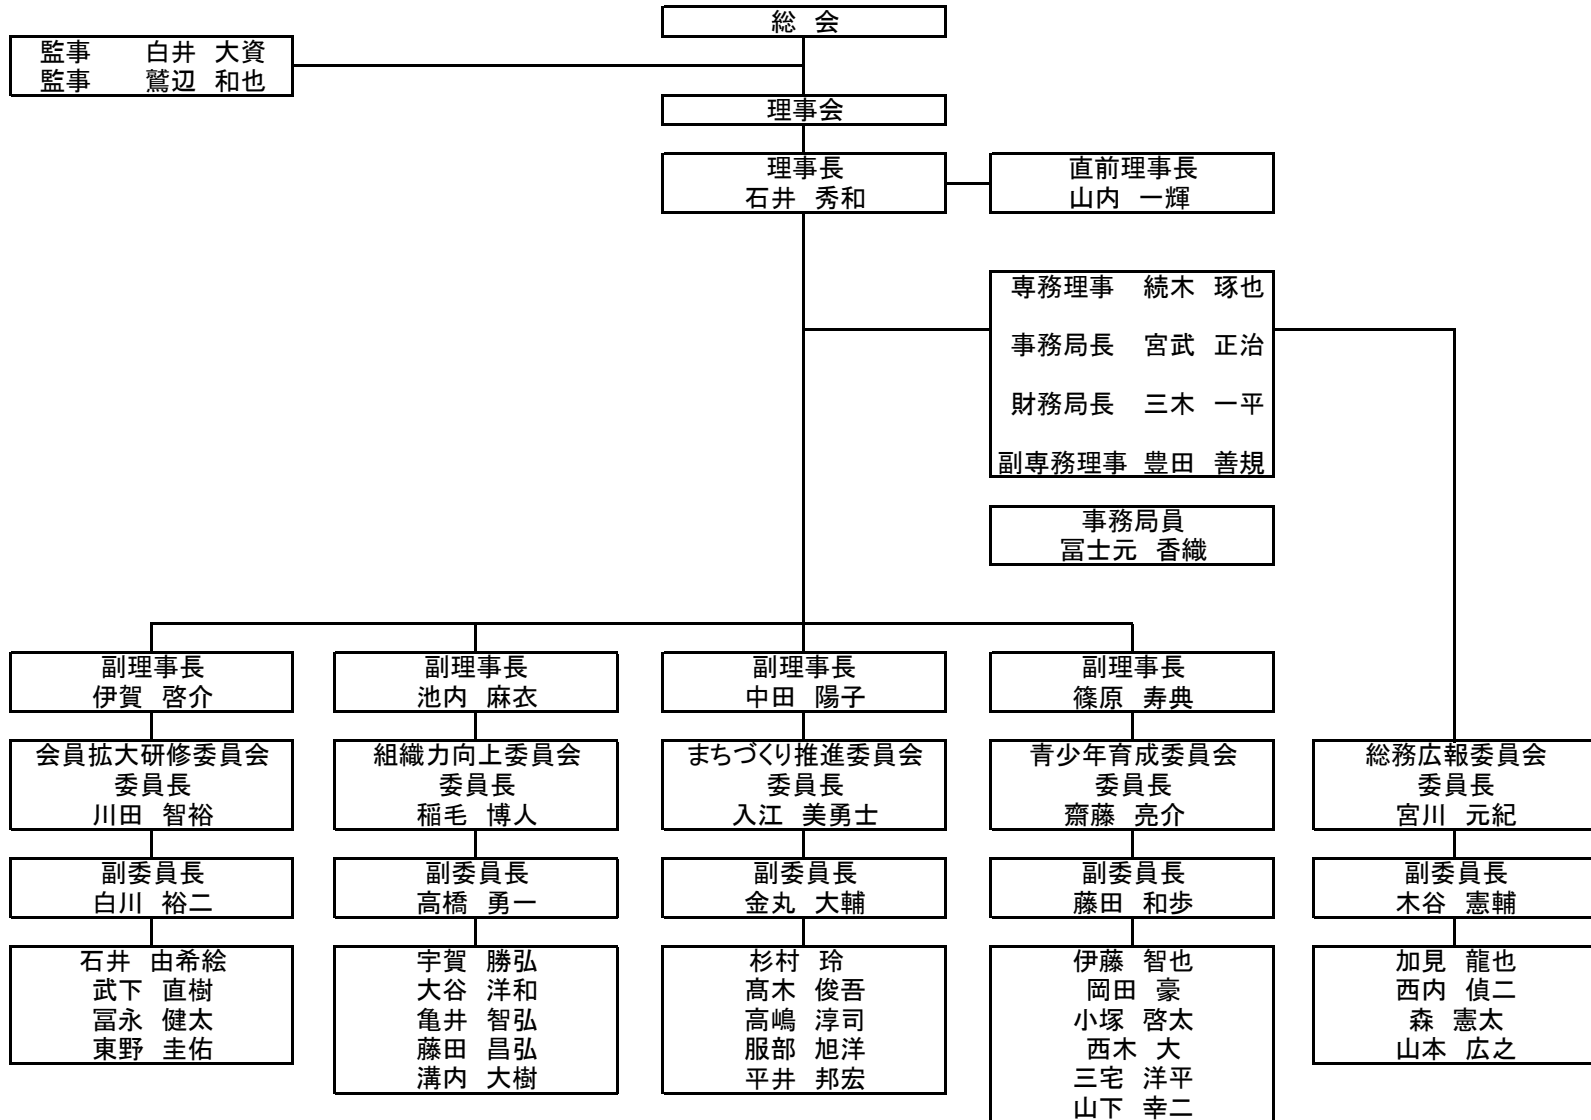 総 会
監事 白井 大資
監事 鷲辺 和也
理事会
理事長
石井 秀和
直前理事長
山内 一輝
専務理事 続木 琢也
事務局長 宮武 正治
財務局長 三木 一平
副専務理事 豊田 善規
事務局員
冨士元 香織
副理事長
伊賀 啓介
会員拡大研修委員会
委員長
川田 智裕
副委員長
白川 裕二
石井 由希絵
武下 直樹
冨永 健太
東野 圭佑
副理事長
池内 麻衣
組織力向上委員会
委員長
稲毛 博人
副委員長
高橋 勇一
宇賀 勝弘
大谷 洋和
亀井 智弘
藤田 昌弘
溝内 大樹
副理事長
中田 陽子
まちづくり推進委員会
委員長
入江 美勇士
副委員長
金丸 大輔
杉村 玲
髙木 俊吾
高嶋 淳司
服部 旭洋
平井 邦宏
副理事長
篠原 寿典
青少年育成委員会
委員長
齋藤 亮介
副委員長
藤田 和歩
伊藤 智也
岡田 豪
小塚 啓太
西木 大
三宅 洋平
山下 幸二
総務広報委員会
委員長
宮川 元紀
副委員長
木谷 憲輔
加見 龍也
西内 偵二
森 憲太
山本 広之